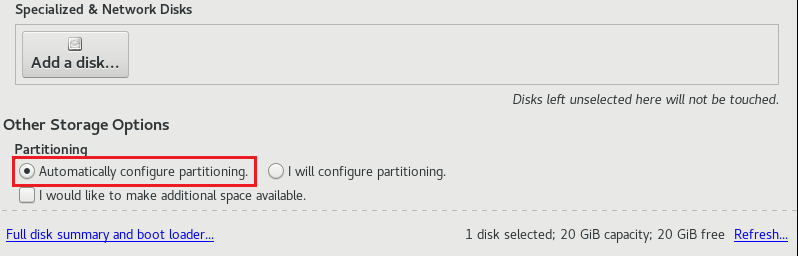 Specialized & Network Disks
Add a disk...
Disks left unselected here will not be touched.
Other Storage Options
Partitioning
Automatically configure partitioning. I will configure partitioning.
I would like to make additional space available.
Full disk summary and boot loader... 1 disk selected; 20 GiB capacity; 20 GiB free Refresh...